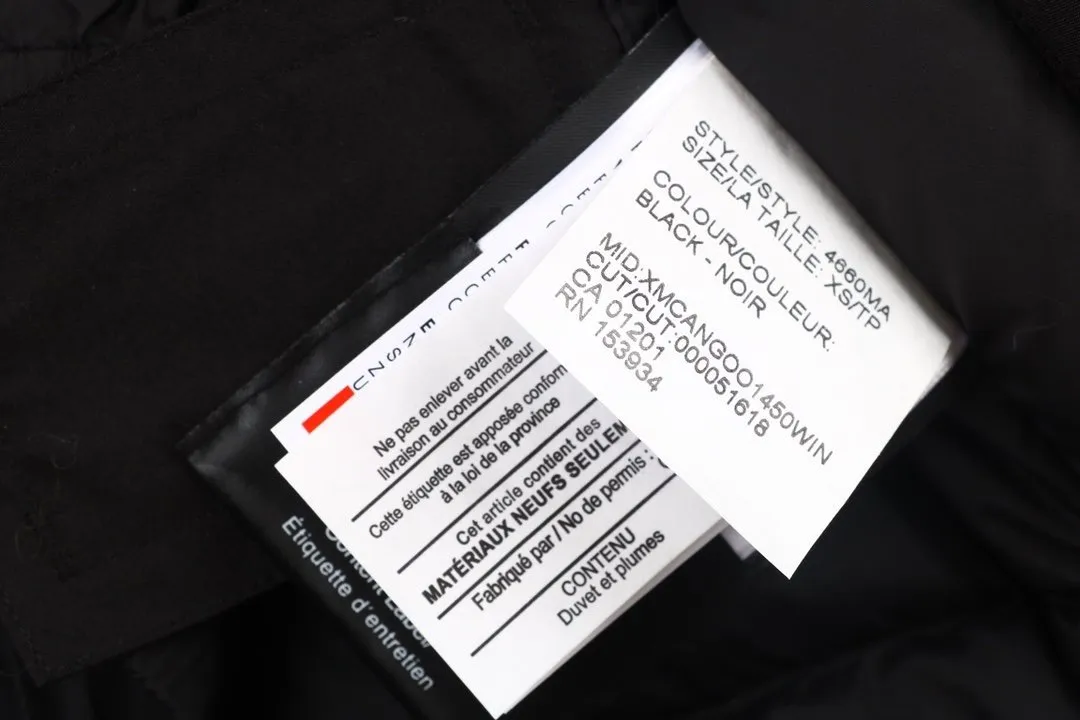 STYLE/STYLE: 4660MA
SIZE/LA TAILLE: XS/TP
COLOUR/COULEUR:
BLACK - NOIR
MID:XMCANGOO1450WIN
CUT/CUT:000051618
CA 01201
RN 153934
Ne pas enlever avant la
livraison au consommateur
Cette étiquette est apposée conform
à la loi de la province
Cet article contient des
MATÉRIAUX NEUFS SEULEM
Fabriqué par / No de permis :
CONTENU
Duvet et plumes
Content Label
Étiquette d'entretien